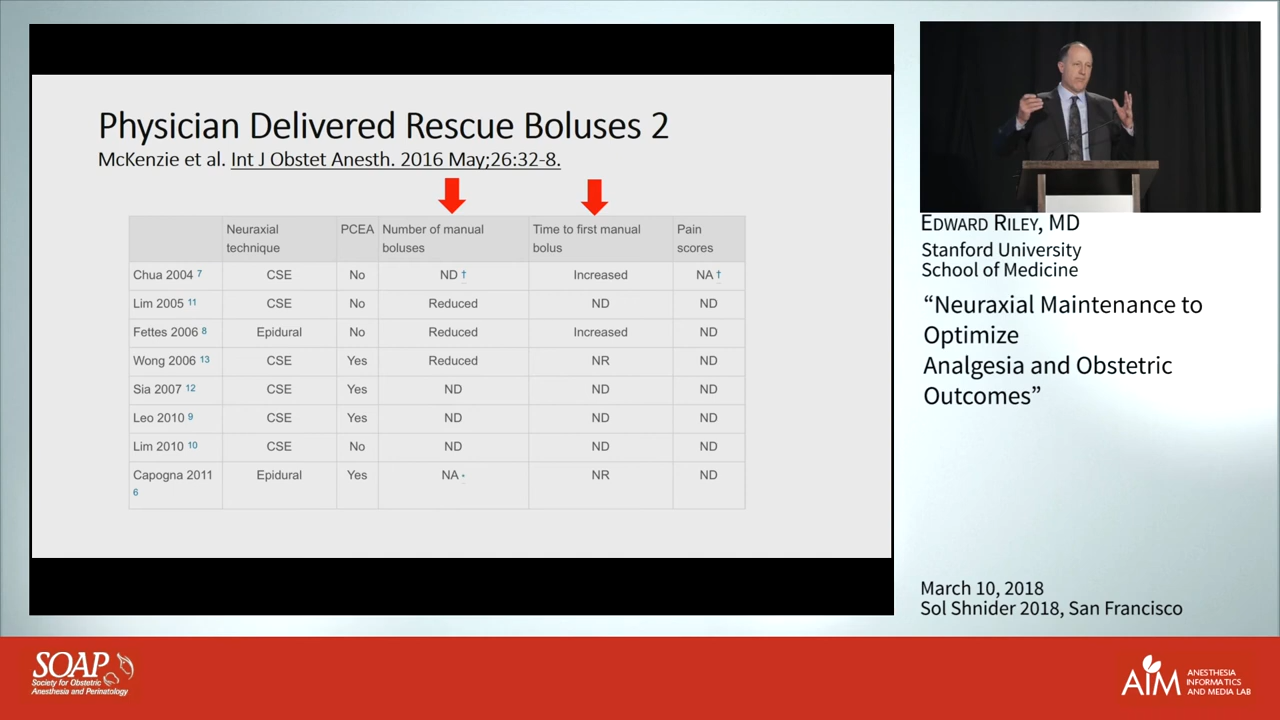 Physician Delivered Rescue Boluses 2
McKenzie et al. Int J Obstet Anesth. 2016 May;26:32-8.
Neuraxial technique PCEA Number of manual boluses Time to first manual bolus Pain scores
Chua 2004 7 CSE No ND † Increased NA †
Lim 2005 11 CSE No Reduced ND ND
Fettes 2006 8 Epidural No Reduced Increased ND
Wong 2006 13 CSE Yes Reduced NR ND
Sia 2007 12 CSE Yes ND ND ND
Leo 2010 9 CSE Yes ND ND ND
Lim 2010 10 CSE No ND ND ND
Capogna 2011 6 Epidural Yes NA * NR ND
EDWARD RILEY, MD
Stanford University
School of Medicine
“Neuraxial Maintenance to
Optimize
Analgesia and Obstetric
Outcomes”
March 10, 2018
Sol Shnider 2018, San Francisco
SOAP
Society for Obstetric
Anesthesia and Perinatology
AIM
ANESTHESIA
INFORMATICS
AND MEDIA LAB